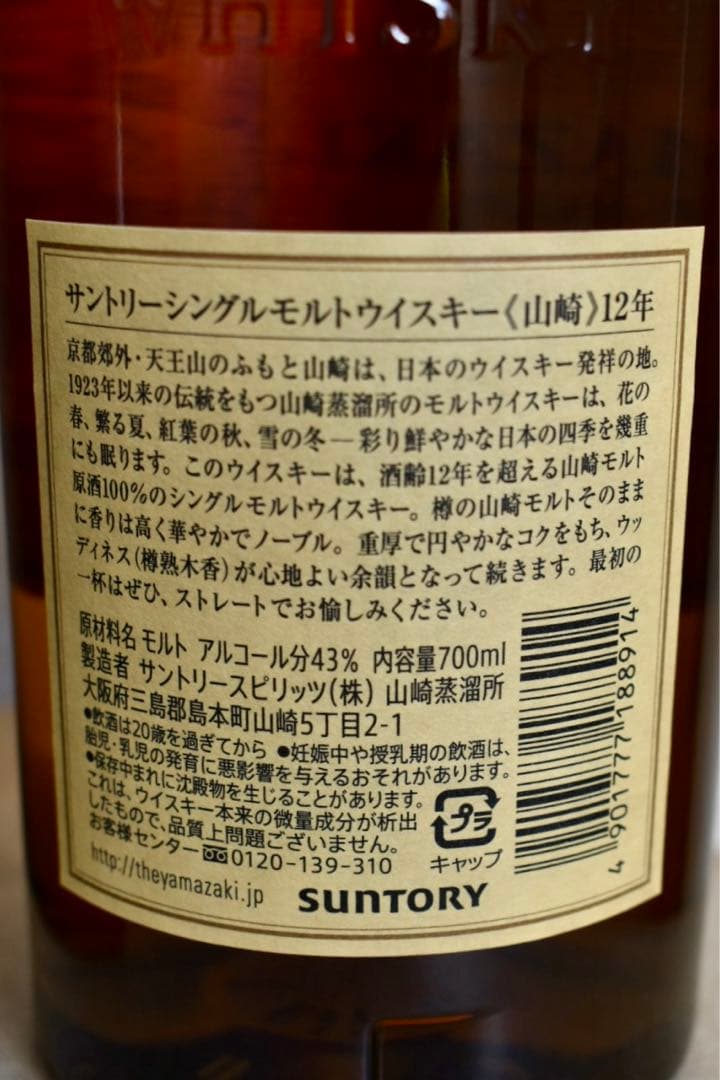 WHISKY
サントリーシングルモルトウイスキー《山崎》12年
京都郊外・天王山のふもと山崎は、日本のウイスキー発祥の地。
1923年以来の伝統をもつ山崎蒸溜所のモルトウイスキーは、花の
春、繁る夏、紅葉の秋、雪の冬―彩り鮮やかな日本の四季を幾重
にも眠ります。このウイスキーは、酒齢12年を超える山崎モルト
原酒100%のシングルモルトウイスキー。樽の山崎モルトそのまま
に香りは高く華やかでノーブル。重厚で円やかなコクをもち、ウッ
ディネス(樽熟木香)が心地よい余韻となって続きます。最初の
一杯はぜひ、ストレートでお愉しみください。
原材料名 モルト アルコール分43% 内容量700ml
製造者 サントリースピリッツ(株) 山崎蒸溜所
大阪府三島郡島本町山崎5丁目2-1
●飲酒は20歳を過ぎてから ●妊娠中や授乳期の飲酒は、
胎児・乳児の発育に悪影響を与えるおそれがあります。
●保存中まれに沈殿物を生じることがあります。
これは、ウイスキー本来の微量成分が析出
したもので、品質上問題ございません。
お客様センター 0120-139-310
http://theyamazaki.jp
SUNTORY
プラ
キャップ
4901777188914